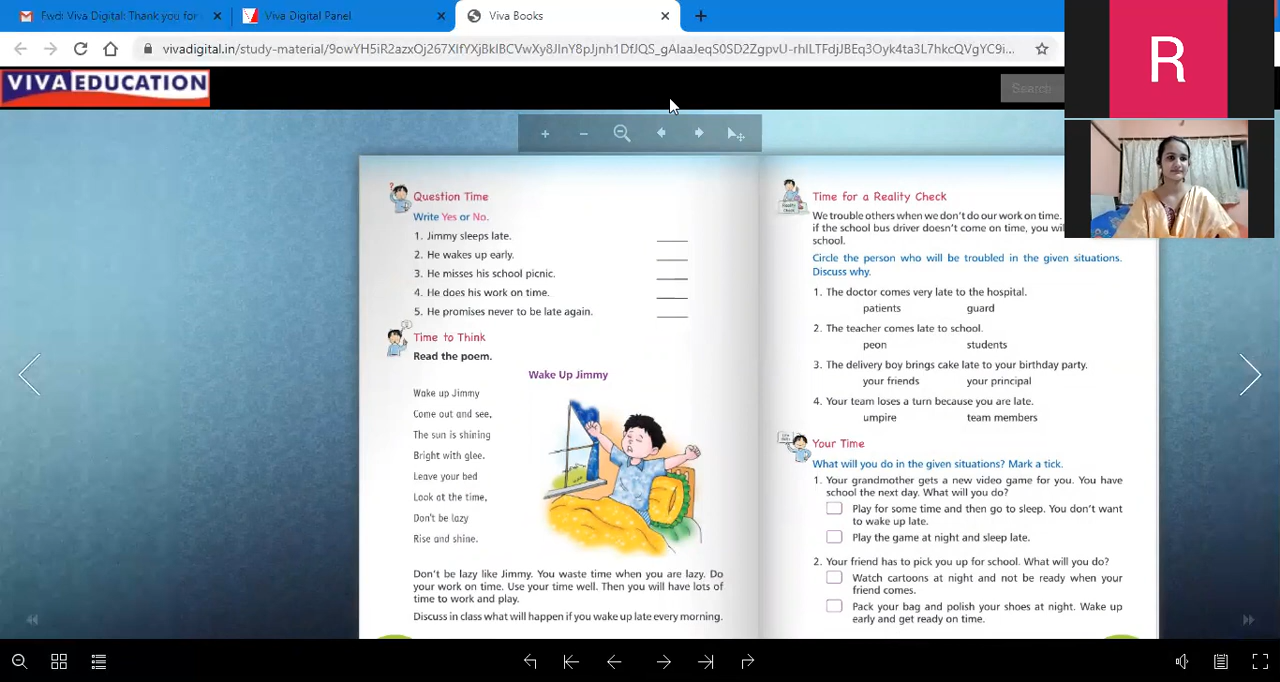 Fwd: Viva Digital: Thank you for
Viva Digital Panel
Viva Books
VIVA EDUCATION
Search
R
Question Time
Write Yes or No.
1. Jimmy sleeps late.
2. He wakes up early.
3. He misses his school picnic.
4. He does his work on time.
5. He promises never to be late again.
Time to Think
Read the poem.
Wake Up Jimmy
Wake up Jimmy
Come out and see,
The sun is shining
Bright with glee.
Leave your bed
Look at the time,
Don't be lazy
Rise and shine.
Don't be lazy like Jimmy. You waste time when you are lazy. Do
your work on time. Use your time well. Then you will have lots of
time to work and play.
Discuss in class what will happen if you wake up late every morning.
Time for a Reality Check
We trouble others when we don't do our work on time.
if the school bus driver doesn't come on time, you wil
school.
Circle the person who will be troubled in the given situations.
Discuss why.
1. The doctor comes very late to the hospital.
patients guard
2. The teacher comes late to school.
peon students
3. The delivery boy brings cake late to your birthday party.
your friends your principal
4. Your team loses a turn because you are late.
umpire team members
Your Time
What will you do in the given situations? Mark a tick.
1. Your grandmother gets a new video game for you. You have
school the next day. What will you do?
Play for some time and then go to sleep. You don't want
to wake up late.
Play the game at night and sleep late.
2. Your friend has to pick you up for school. What will you do?
Watch cartoons at night and not be ready when your
friend comes.
Pack your bag and polish your shoes at night. Wake up
early and get ready on time.